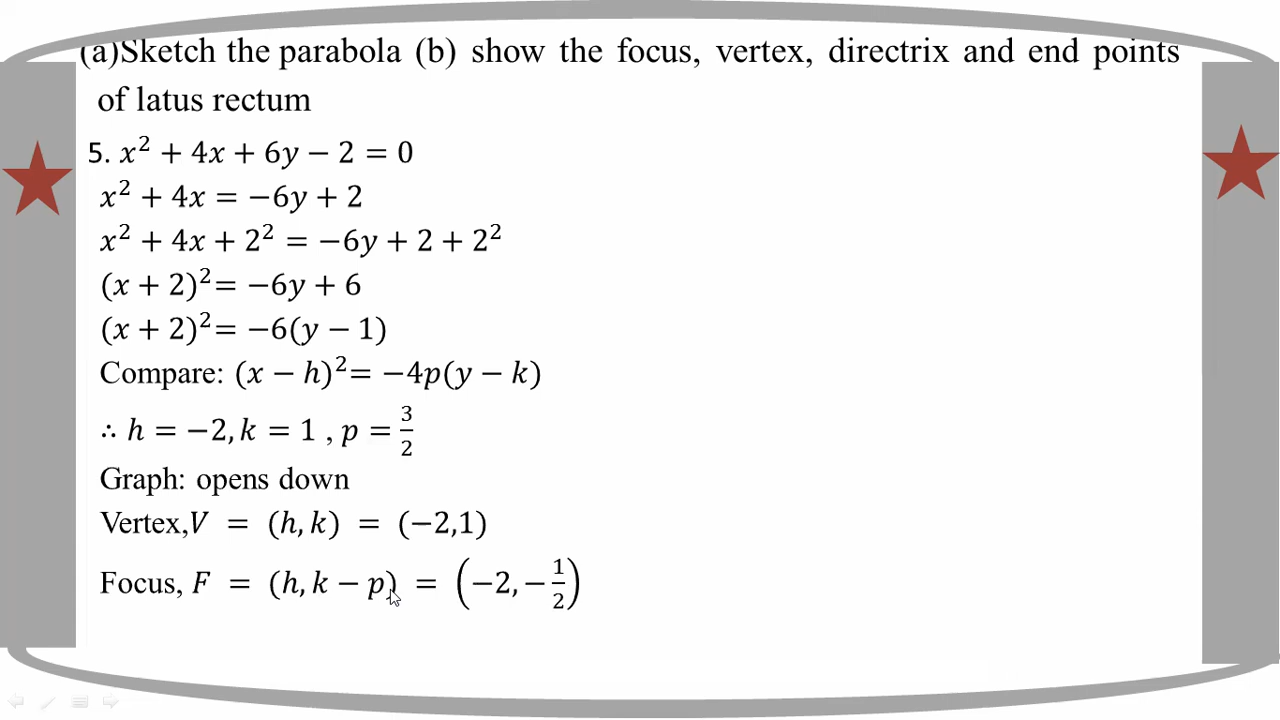 (a)Sketch the parabola (b) show the focus, vertex, directrix and end points
of latus rectum
5. x² + 4x + 6y − 2 = 0
x² + 4x = −6y + 2
x² + 4x + 2² = −6y + 2 + 2²
(x + 2)²= −6y + 6
(x + 2)²= −6(y − 1)
Compare: (x − h)²= −4p(y − k)
∴ h = −2, k = 1 , p = 3/2
Graph: opens down
Vertex,V = (h, k) = (−2,1)
Focus, F = (h, k − p) = (−2, −1/2)